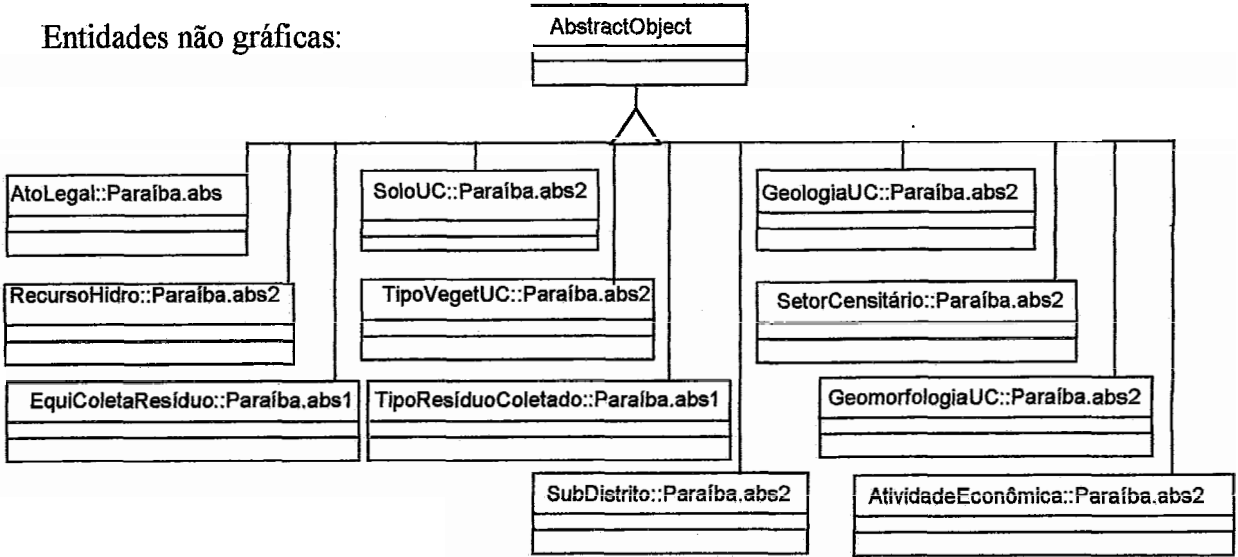 Entidades não gráficas:
AbstractObject
AtoLegal::Paraíba.abs
SoloUC::Paraíba.abs2
GeologiaUC::Paraíba.abs2
RecursoHidro::Paraíba.abs2
TipoVegetUC::Paraíba.abs2
SetorCensitário::Paraíba.abs2
EquiColetaResíduo::Paraíba.abs1
TipoResíduoColetado::Paraíba.abs1
GeomorfologiaUC::Paraíba.abs2
SubDistrito::Paraíba.abs2
AtividadeEconômica::Paraíba.abs2